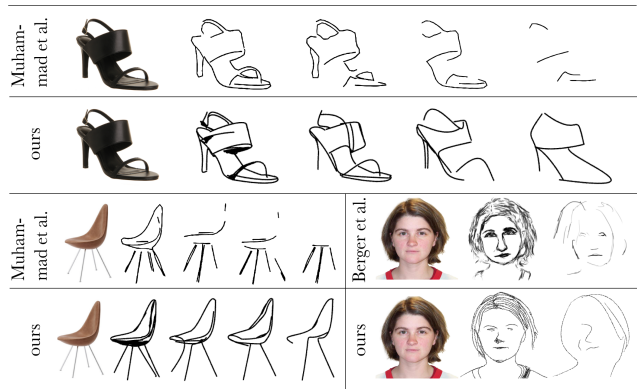 Muham-
mad et al.
ours
Muham-
mad et al.
Berger et al.
ours
ours